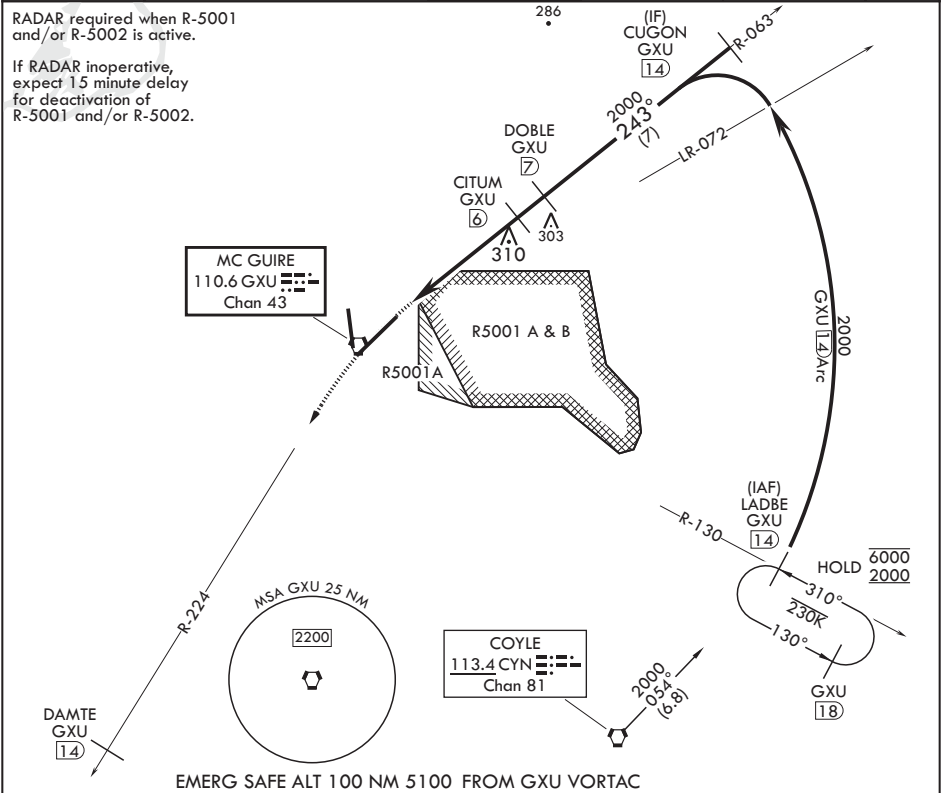 RADAR required when R-5001
and/or R-5002 is active.
If RADAR inoperative,
expect 15 minute delay
for deactivation of
R-5001 and/or R-5002.
286
(IF)
CUGON
GXU
14
R-063
2000
243°
(7)
LR-072
DOBLE
GXU
7
CITUM
GXU
6
303
310
MC GUIRE
110.6 GXU
Chan 43
R5001 A & B
R5001A
2000
GXU 14 Arc
(IAF)
LADBE
GXU
14
R-130
HOLD 6000
2000
310°
230K
130°
GXU
18
R-224
MSA GXU 25 NM
2200
COYLE
113.4 CYN
Chan 81
2000
054°
(6.8)
DAMTE
GXU
14
EMERG SAFE ALT 100 NM 5100 FROM GXU VORTAC